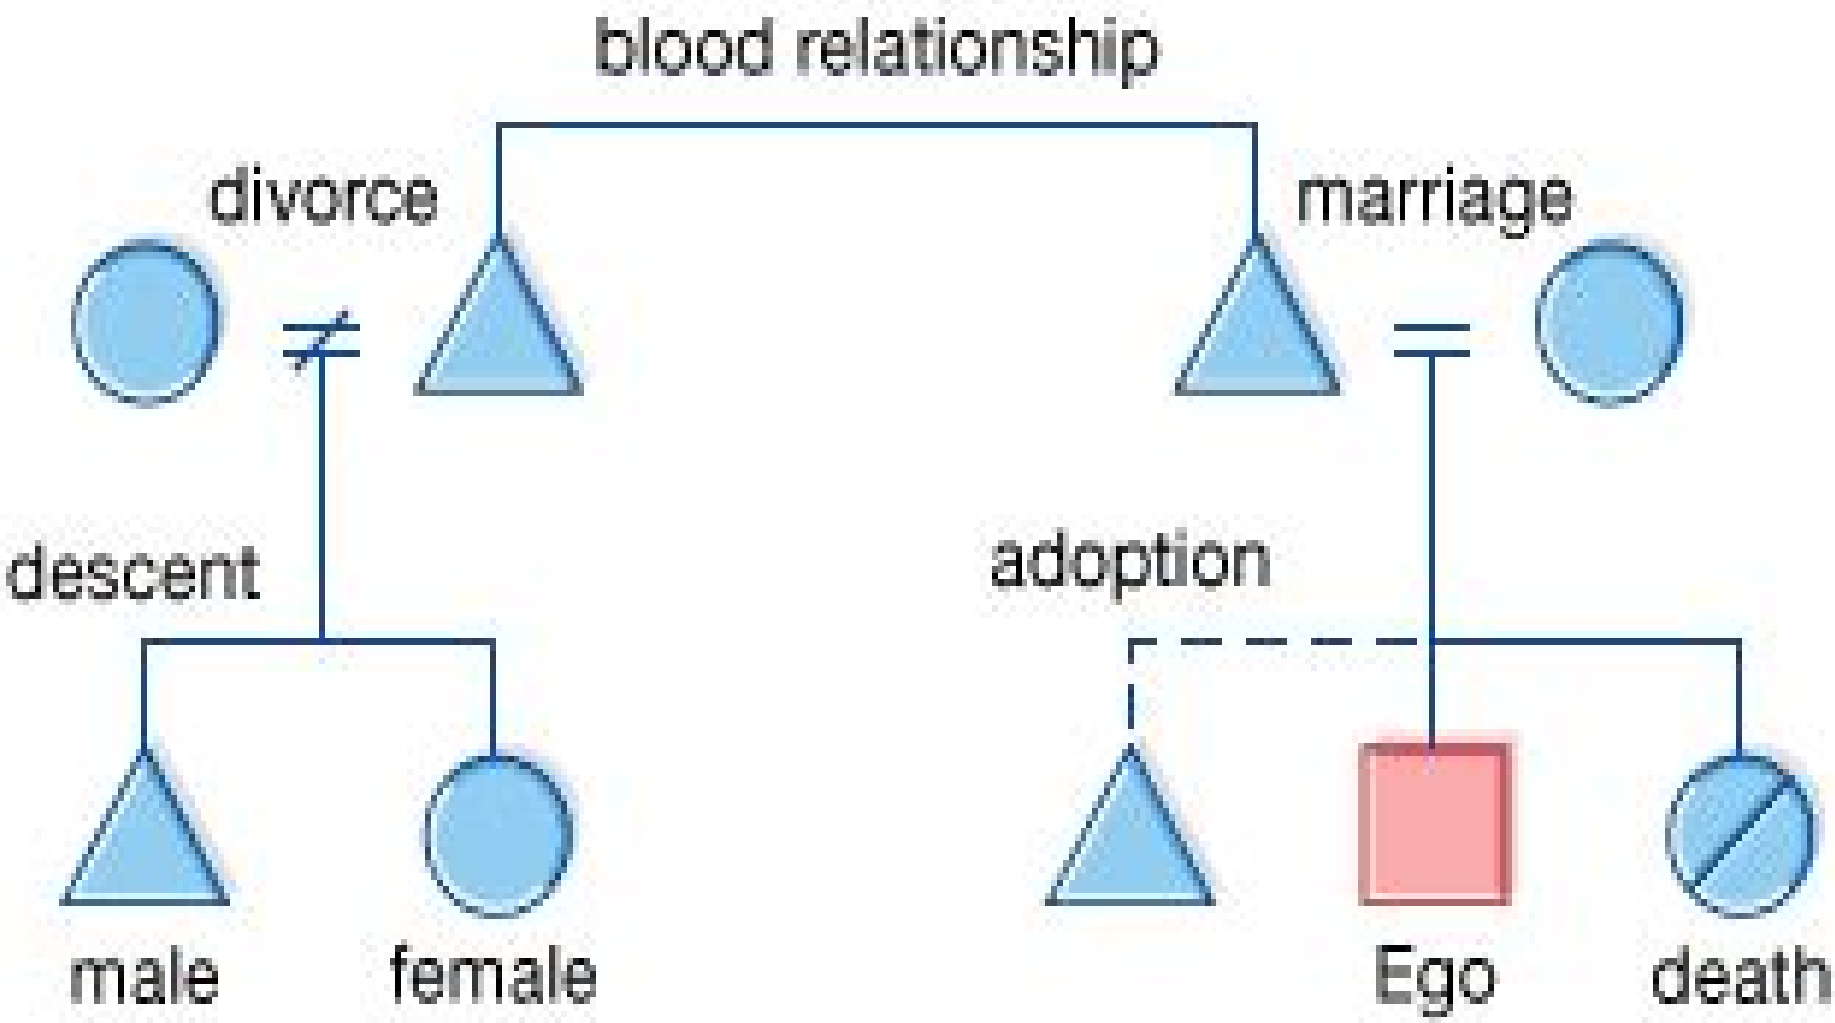 blood relationship
divorce
marriage
descent
adoption
male
female
Ego
death